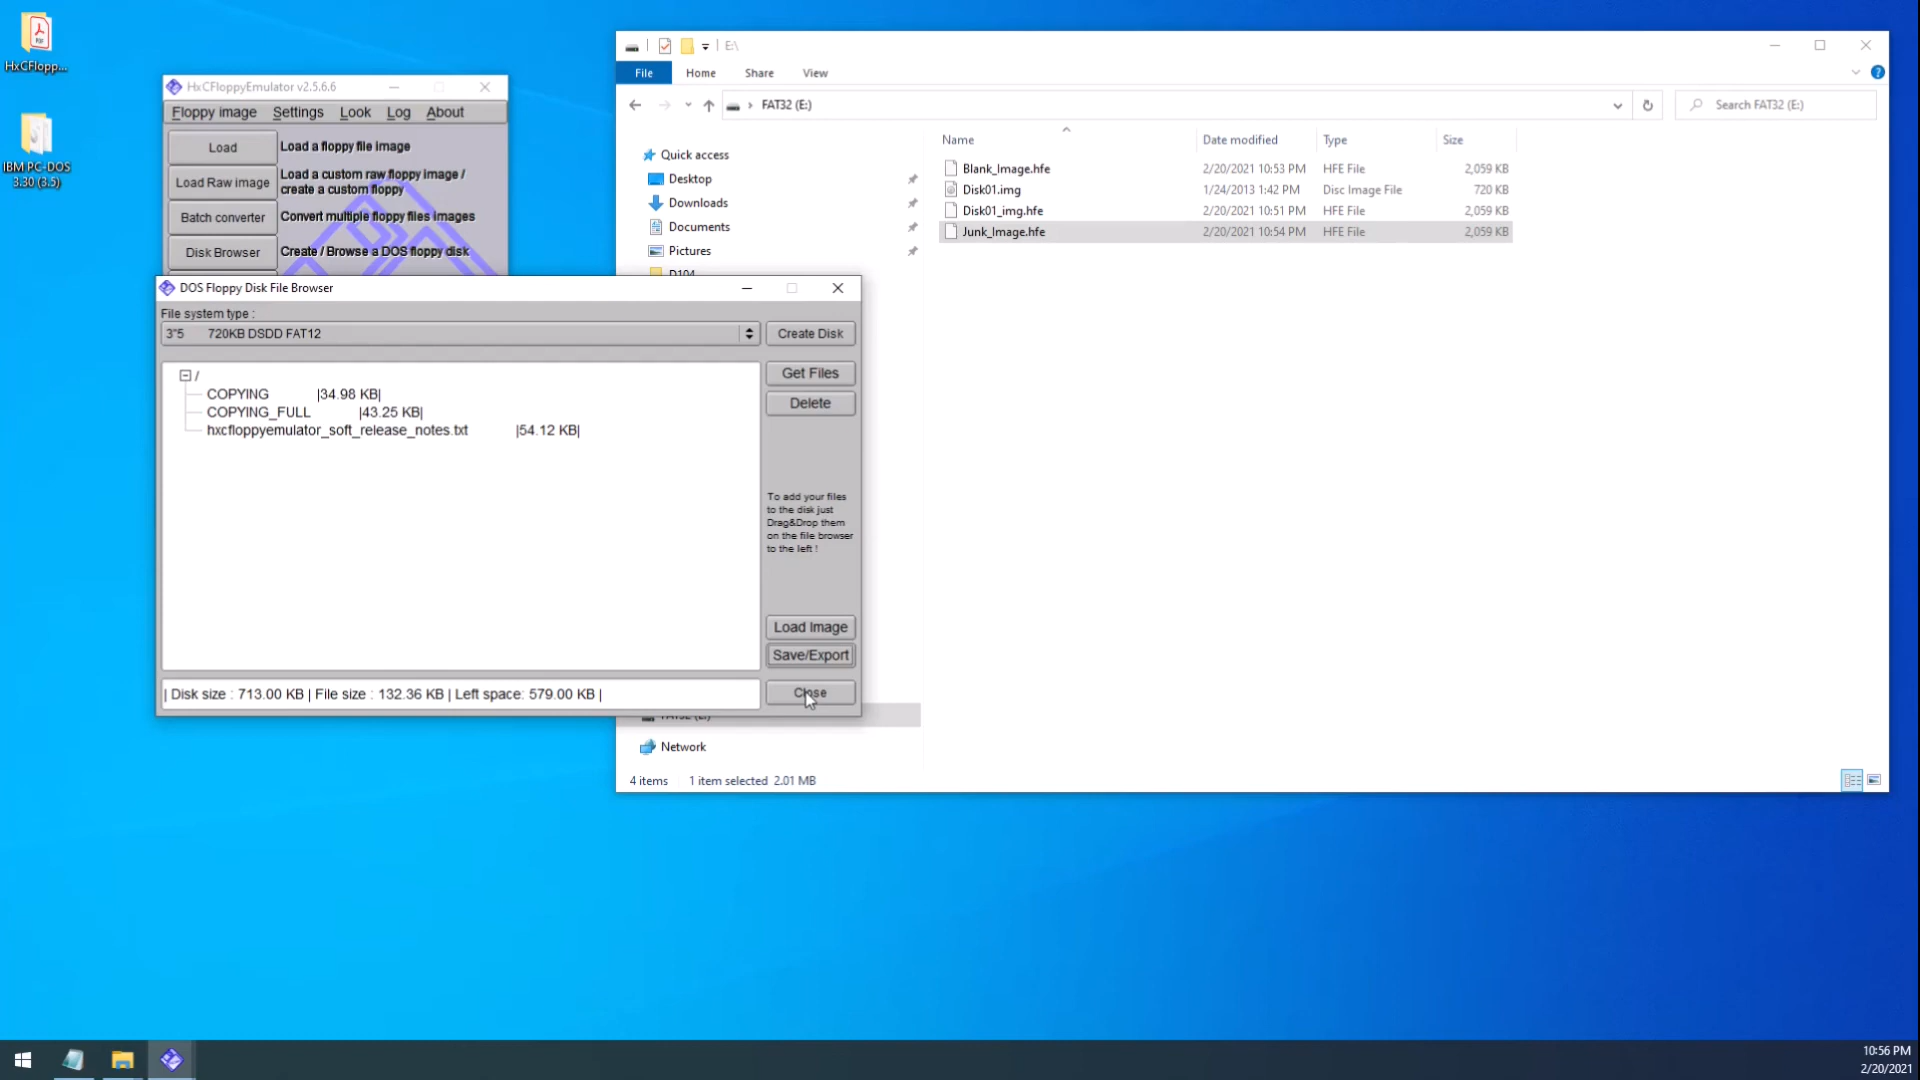 HxCFlopp...
IBM PC-DOS
3.30 (3.5)
HxCFloppyEmulator v2.5.6.6
Floppy image Settings Look Log About
Load Load a floppy file image
Load Raw image Load a custom raw floppy image /
create a custom floppy
Batch converter Convert multiple floppy files images
Disk Browser Create / Browse a DOS floppy disk
DOS Floppy Disk File Browser
File system type :
3"5 720KB DSDD FAT12 Create Disk
/
COPYING |34.98 KB|
COPYING_FULL |43.25 KB|
hxcfloppyemulator_soft_release_notes.txt |54.12 KB|
Get Files
Delete
To add your files
to the disk just
Drag&Drop them
on the file browser
to the left !
Load Image
Save/Export
Close
| Disk size : 713.00 KB | File size : 132.36 KB | Left space: 579.00 KB |
E:\
File Home Share View
FAT32 (E:) Search FAT32 (E:)
Quick access
Desktop
Downloads
Documents
Pictures
D104
FAT32 (E:)
Network
Name Date modified Type Size
Blank_Image.hfe 2/20/2021 10:53 PM HFE File 2,059 KB
Disk01.img 1/24/2013 1:42 PM Disc Image File 720 KB
Disk01_img.hfe 2/20/2021 10:51 PM HFE File 2,059 KB
Junk_Image.hfe 2/20/2021 10:54 PM HFE File 2,059 KB
4 items 1 item selected 2.01 MB
10:56 PM
2/20/2021